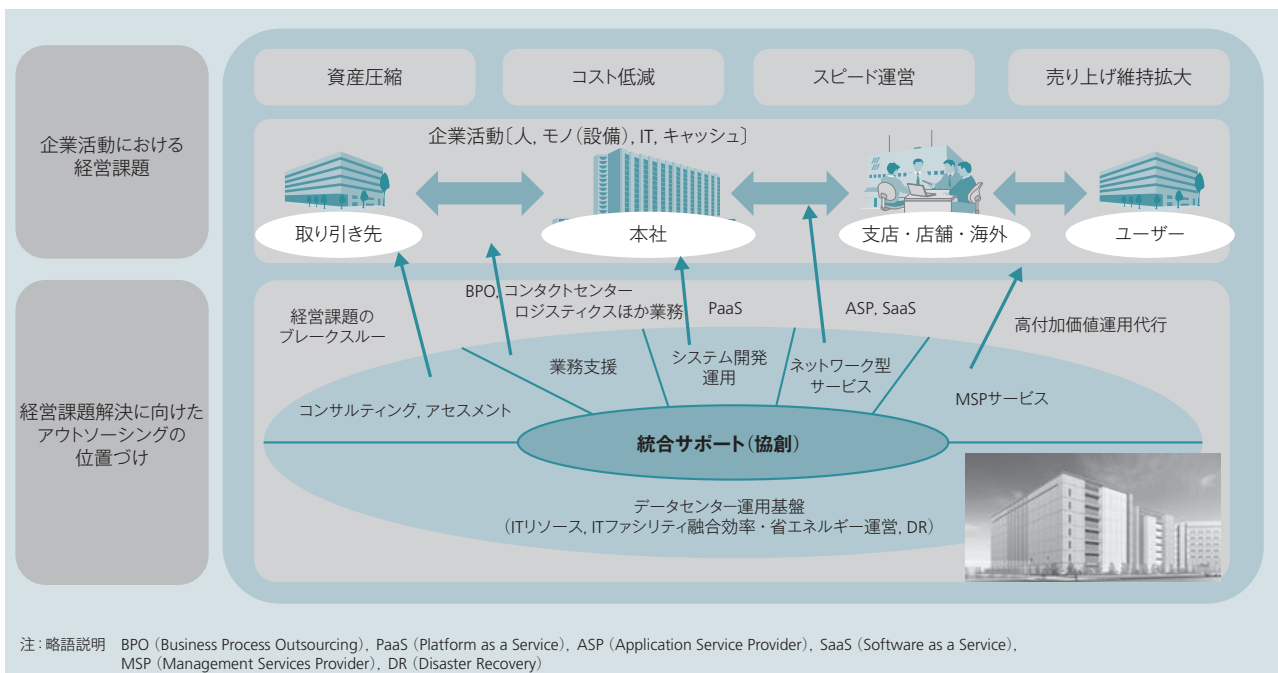 資産圧縮
コスト低減
スピード運営
売り上げ維持拡大
企業活動における
経営課題
企業活動〔人, モノ(設備), IT, キャッシュ〕
取り引き先
本社
支店・店舗・海外
ユーザー
経営課題解決に向けた
アウトソーシングの
位置づけ
経営課題の
ブレークスルー
BPO, コンタクトセンター
ロジスティクスほか業務
PaaS
ASP, SaaS
高付加価値運用代行
コンサルティング, アセスメント
業務支援
システム開発
運用
ネットワーク型
サービス
MSPサービス
統合サポート(協創)
データセンター運用基盤
(ITリソース, ITファシリティ融合効率・省エネルギー運営, DR)
注:略語説明 BPO (Business Process Outsourcing), PaaS (Platform as a Service), ASP (Application Service Provider), SaaS (Software as a Service),
MSP (Management Services Provider), DR (Disaster Recovery)